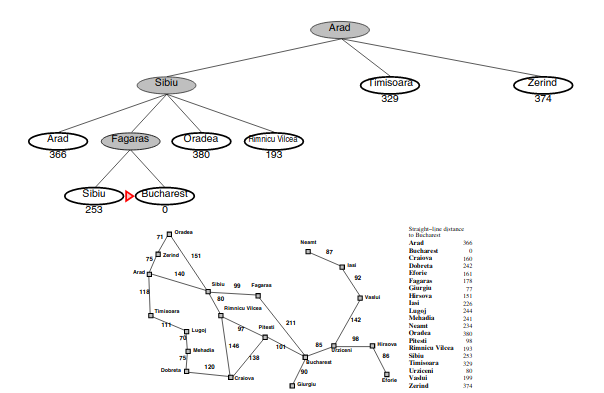 Arad
Sibiu
Timisoara
Zerind
329
374
Arad
Fagaras
Oradea
Rimnicu Vilcea
366
380
193
Sibiu
Bucharest
253
0
71
Oradea
Neamt
87
Zerind
151
75
Iasi
Arad
140
92
Sibiu
99
Fagaras
118
80
Vaslui
Timisoara
Rimnicu Vilcea
111
Lugoj
97
Pitesti
211
142
70
98
Hirsova
85
Mehadia
146
101
Urziceni
75
138
86
Bucharest
120
90
Dobreta
Craiova
Eforie
Giurgiu
Straight-line distance
to Bucharest
Arad 366
Bucharest 0
Craiova 160
Dobreta 242
Eforie 161
Fagaras 178
Giurgiu 77
Hirsova 151
Iasi 226
Lugoj 244
Mehadia 241
Neamt 234
Oradea 380
Pitesti 98
Rimnicu Vilcea 193
Sibiu 253
Timisoara 329
Urziceni 80
Vaslui 199
Zerind 374